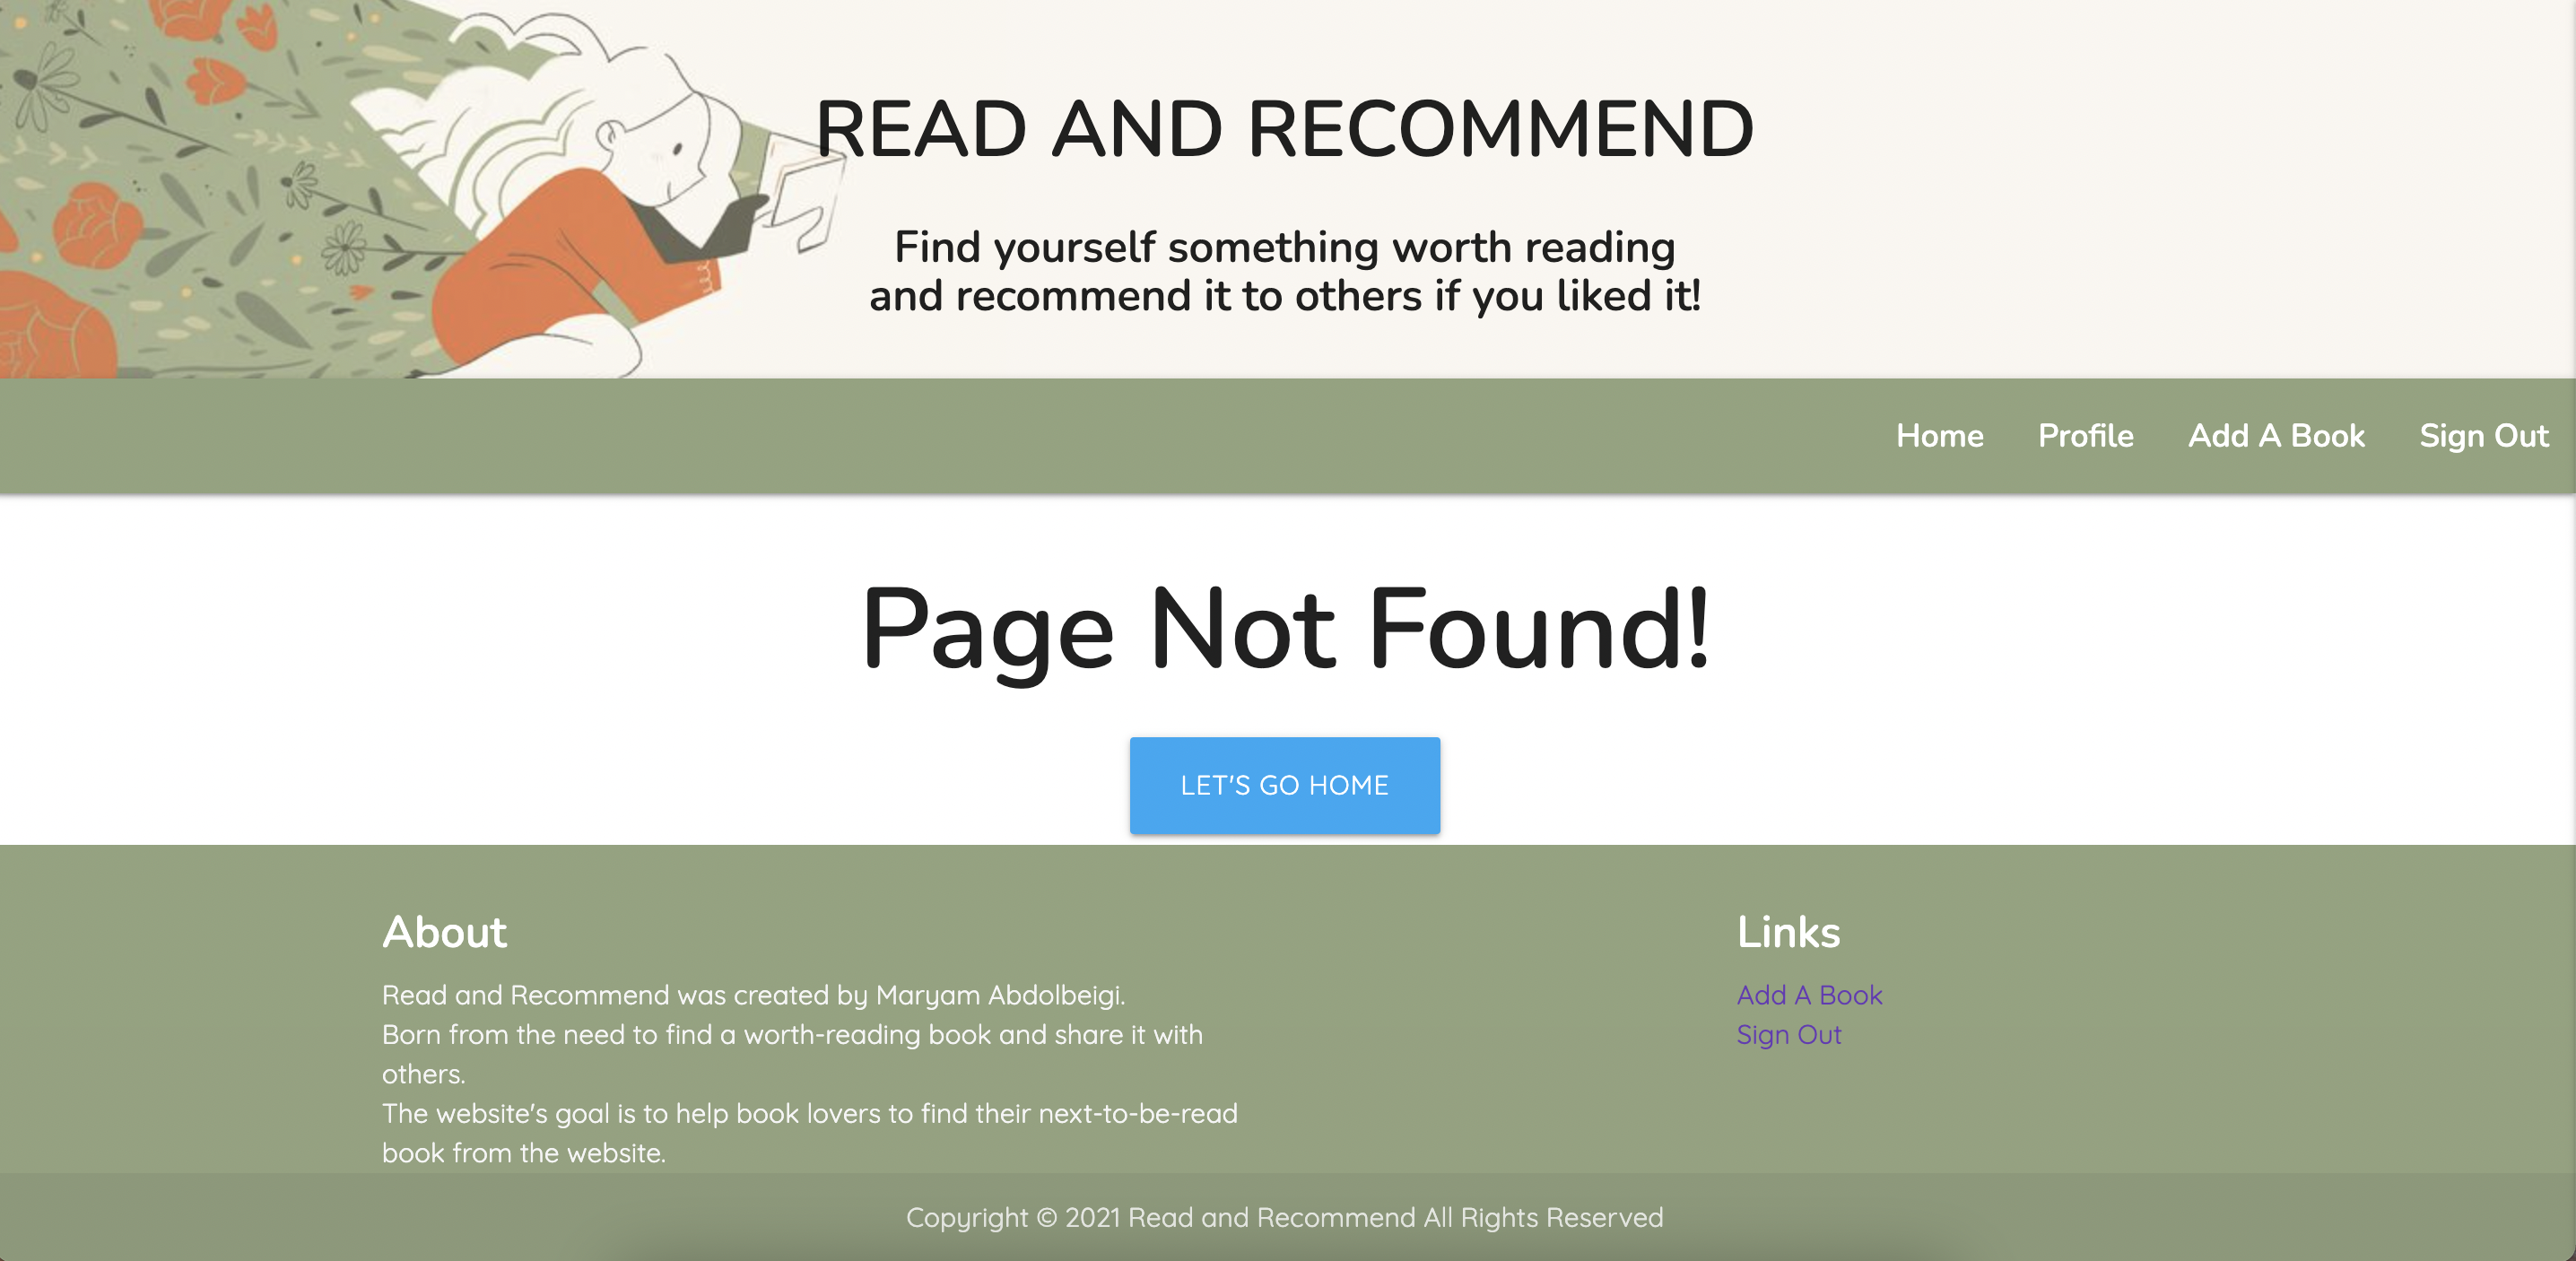 READ AND RECOMMEND
Find yourself something worth reading
and recommend it to others if you liked it!
Home Profile Add A Book Sign Out
Page Not Found!
LET'S GO HOME
About
Read and Recommend was created by Maryam Abdolbeigi.
Born from the need to find a worth-reading book and share it with
others.
The website's goal is to help book lovers to find their next-to-be-read
book from the website.
Links
Add A Book
Sign Out
Copyright © 2021 Read and Recommend All Rights Reserved